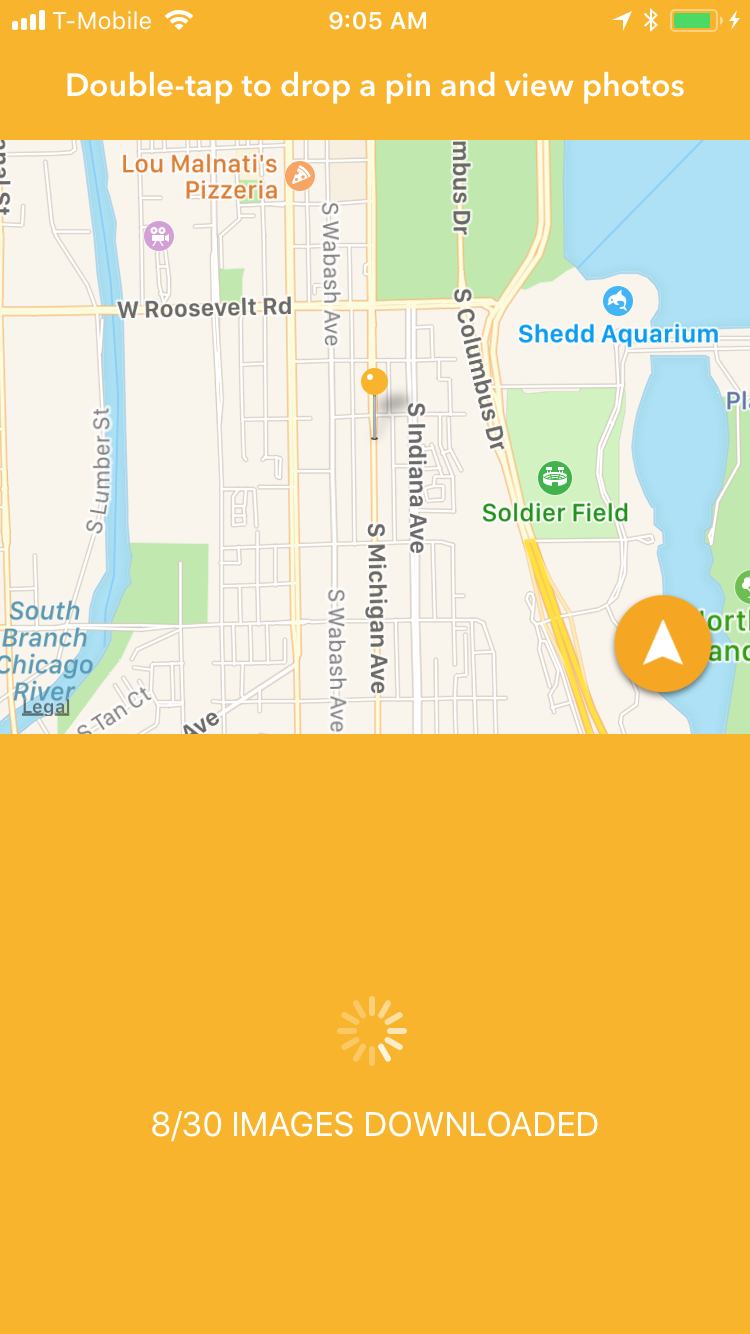 T-Mobile 9:05 AM
Double-tap to drop a pin and view photos
Lou Malnati's
Pizzeria
S Wabash Ave
mbus Dr
W Roosevelt Rd
S Columbus Dr
Shedd Aquarium
Pl
S Lumber St
S Indiana Ave
Soldier Field
S Michigan Ave
S Wabash Ave
South
Branch
Chicago
River
Legal
S Tan Ct
Ave
8/30 IMAGES DOWNLOADED